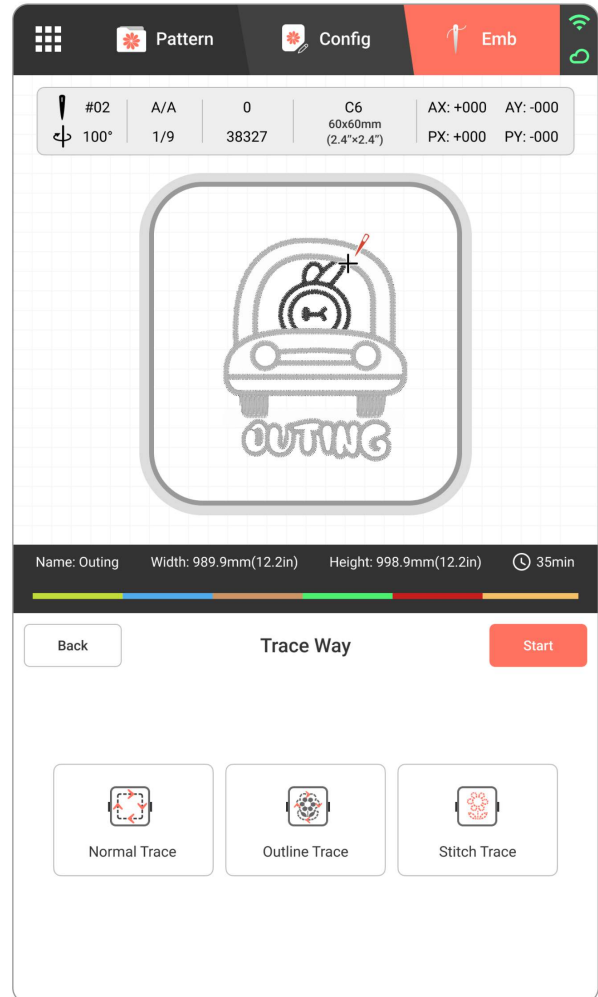 Pattern Config Emb
#02 A/A 0 C6 AX: +000 AY: -000
60x60mm
100° 1/9 38327 (2.4"×2.4") PX: +000 PY: -000
OUTING
Name: Outing Width: 989.9mm(12.2in) Height: 998.9mm(12.2in) 35min
Back Trace Way Start
Normal Trace Outline Trace Stitch Trace